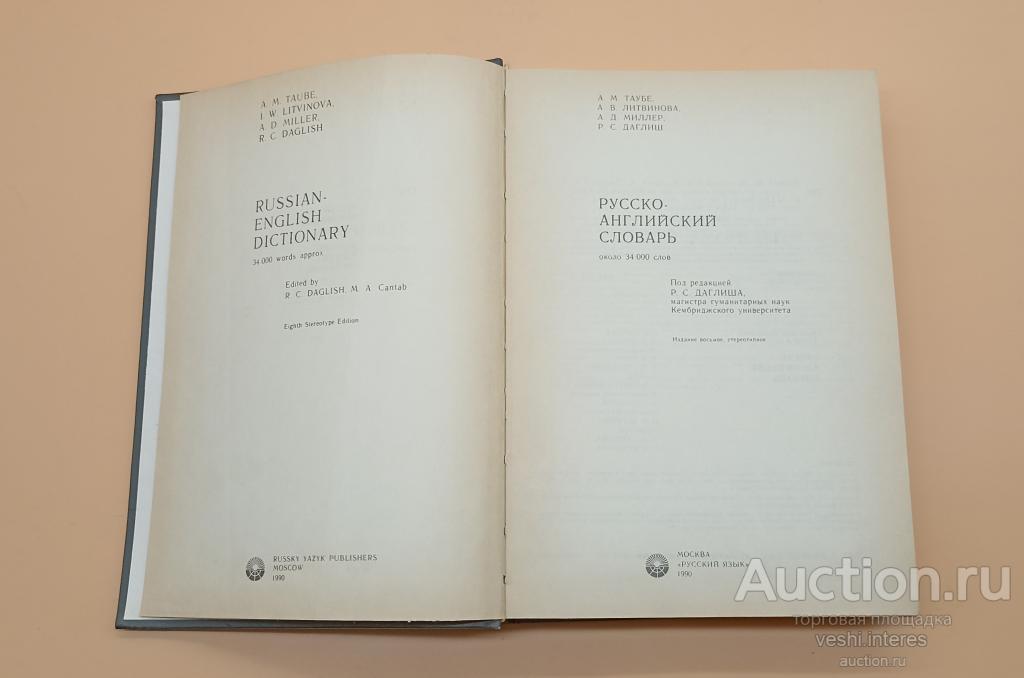 A. M. TAUBE,
I. W. LITVINOVA,
A. D. MILLER,
R. C. DAGLISH
RUSSIAN-
ENGLISH
DICTIONARY
34 000 words approx
Edited by
R. C. DAGLISH, M. A. Cantab
Eighth Stereotype Edition
RUSSKY YAZYK PUBLISHERS
MOSCOW
1990
А. М. ТАУБЕ,
А. В. ЛИТВИНОВА,
А. Д. МИЛЛЕР,
Р. С. ДАГЛИШ
РУССКО-
АНГЛИЙСКИЙ
СЛОВАРЬ
около 34 000 слов
Под редакцией
Р. С. ДАГЛИША,
магистра гуманитарных наук
Кембриджского университета
Издание восьмое, стереотипное
МОСКВА
«РУССКИЙ ЯЗЫК»
1990
Auction.ru
торговая площадка
veshi.interes
auction.ru